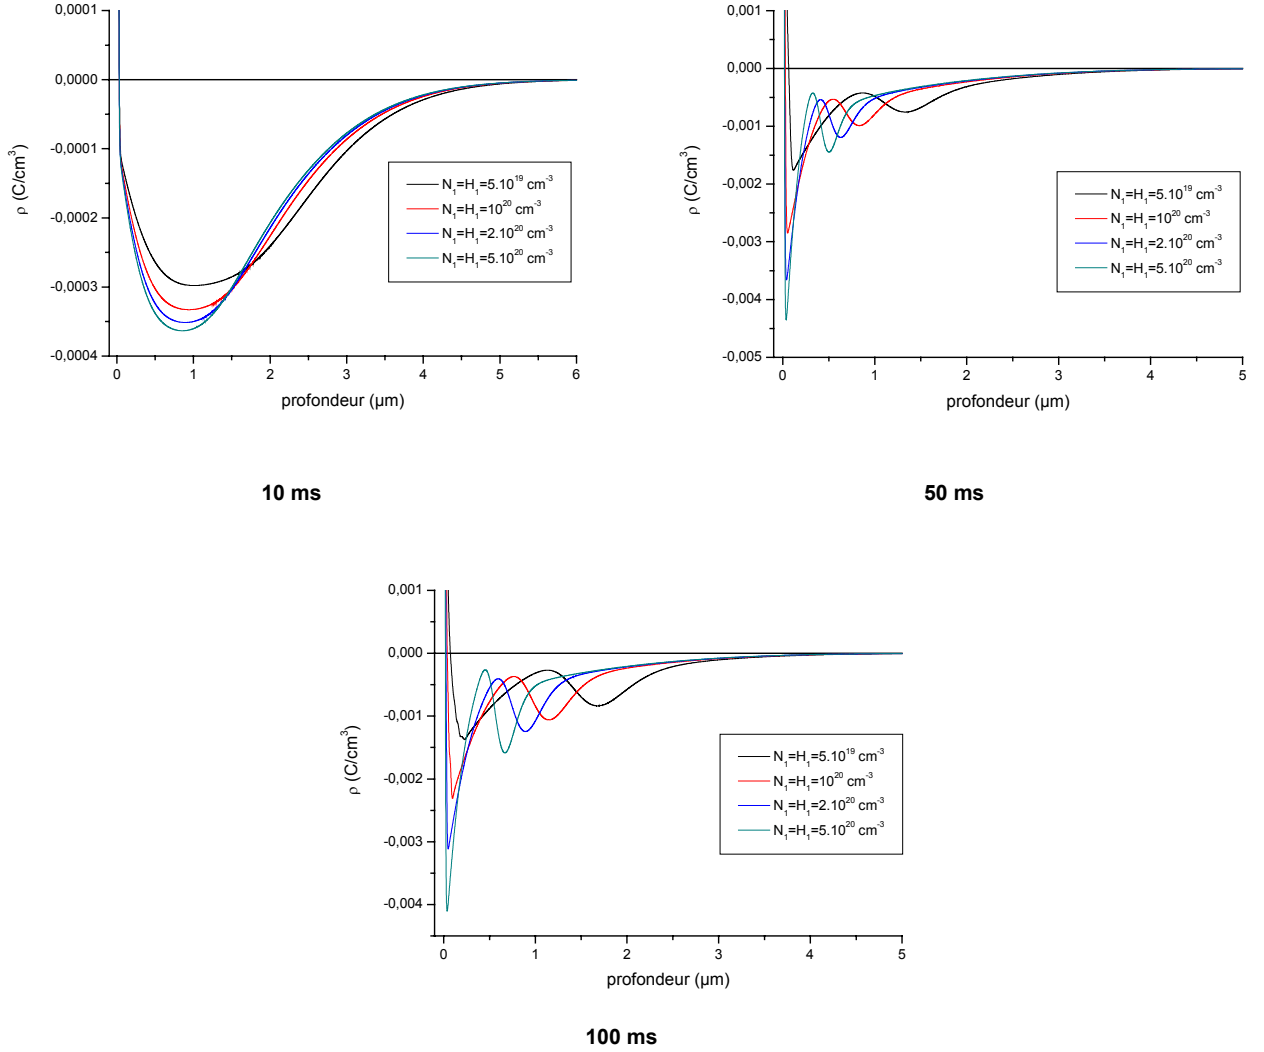 0,0001
0,0000
-0,0001
-0,0002
-0,0003
-0,0004
ρ (C/cm³)
0 1 2 3 4 5 6
profondeur (µm)
N₁=H₁=5.10¹⁹ cm⁻³
N₁=H₁=10²⁰ cm⁻³
N₁=H₁=2.10²⁰ cm⁻³
N₁=H₁=5.10²⁰ cm⁻³
10 ms
0,001
0,000
-0,001
-0,002
-0,003
-0,004
-0,005
ρ (C/cm³)
0 1 2 3 4 5
profondeur (µm)
N₁=H₁=5.10¹⁹ cm⁻³
N₁=H₁=10²⁰ cm⁻³
N₁=H₁=2.10²⁰ cm⁻³
N₁=H₁=5.10²⁰ cm⁻³
50 ms
0,001
0,000
-0,001
-0,002
-0,003
-0,004
ρ (C/cm³)
0 1 2 3 4 5
profondeur (µm)
N₁=H₁=5.10¹⁹ cm⁻³
N₁=H₁=10²⁰ cm⁻³
N₁=H₁=2.10²⁰ cm⁻³
N₁=H₁=5.10²⁰ cm⁻³
100 ms